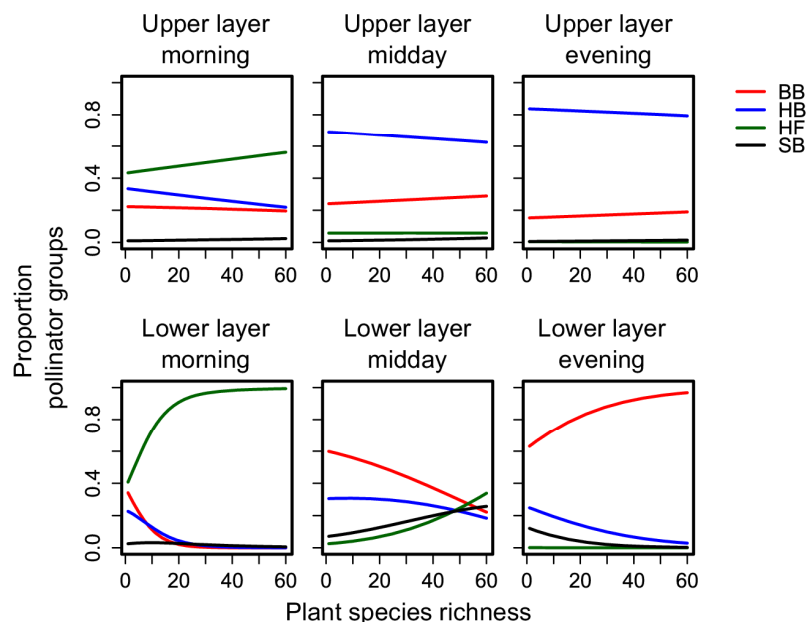 Upper layer
morning
Upper layer
midday
Upper layer
evening
BB
HB
HF
SB
0.8
0.4
0.0
0 20 40 60
0 20 40 60
0 20 40 60
Proportion
pollinator groups
Lower layer
morning
Lower layer
midday
Lower layer
evening
0.8
0.4
0.0
0 20 40 60
0 20 40 60
0 20 40 60
Plant species richness